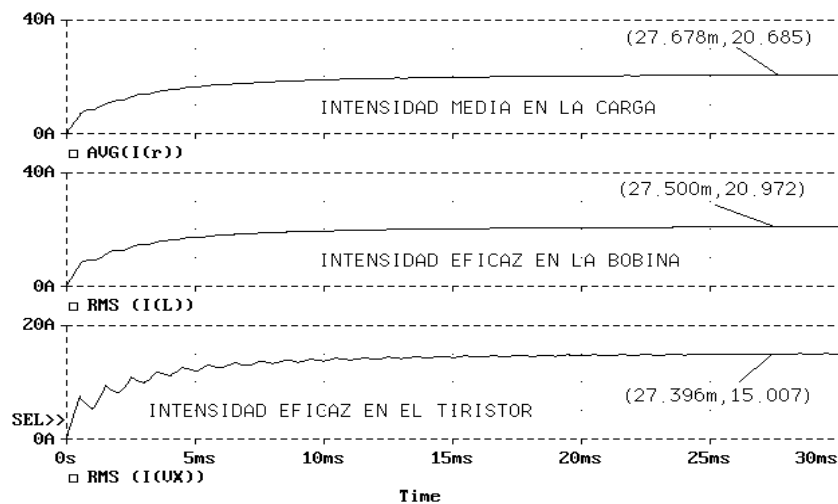 40A
(27.678m,20.685)
INTENSIDAD MEDIA EN LA CARGA
0A
□ AVG(I(r))
40A
(27.500m,20.972)
INTENSIDAD EFICAZ EN LA BOBINA
0A
□ RMS (I(L))
20A
(27.396m,15.007)
INTENSIDAD EFICAZ EN EL TIRISTOR
SEL>>
0A
0s 5ms 10ms 15ms 20ms 25ms 30ms
□ RMS (I(VX))
Time